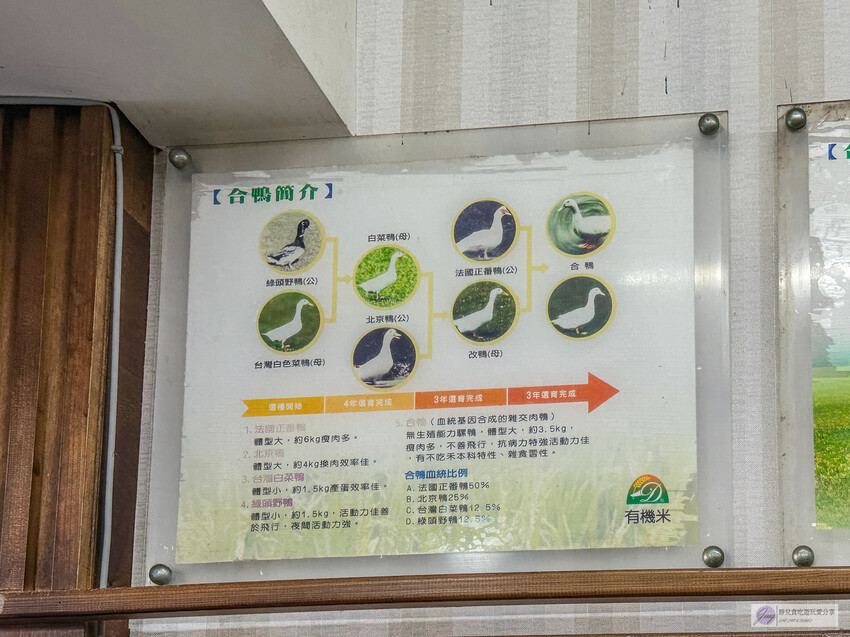 【合鴨簡介】
綠頭野鴨(公)
台灣白色菜鴨(母)
白菜鴨(母)
北京鴨(公)
法國正番鴨(公)
改鴨(母)
合 鴨
選種開始
4年選育完成
3年選育完成
3年選育完成
1. 法國正番鴨
體型大，約6kg瘦肉多。
2. 北京鴨
體型大，約4kg換肉效率佳。
3. 台灣白菜鴨
體型小，約1.5kg產蛋效率佳。
4. 綠頭野鴨
體型小，約1.5kg，活動力佳善
於飛行，夜間活動力強。
5. 合鴨（血統基因合成的雜交肉鴨）
無生殖能力騾鴨，體型大，約3.5kg，
瘦肉多，不善飛行，抗病力特強活動力佳
，有不吃禾本科特性、雜食習性。
合鴨血統比例
A. 法國正番鴨50%
B. 北京鴨25%
C. 台灣白菜鴨12.5%
D. 綠頭野鴨12.5%
有機米
【合